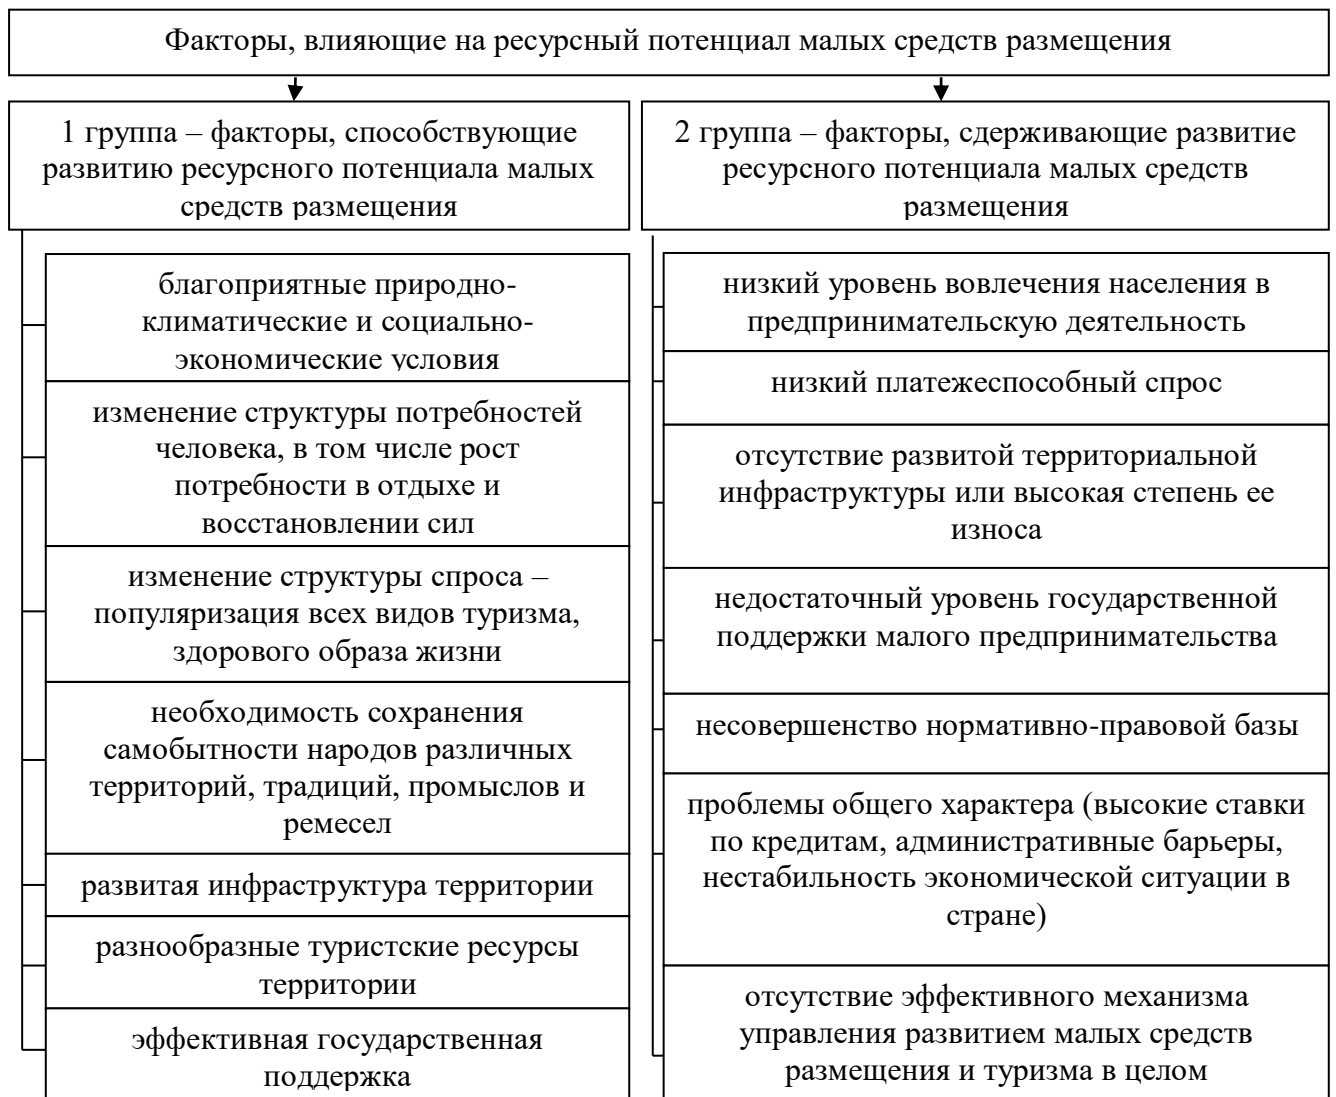 Факторы, влияющие на ресурсный потенциал малых средств размещения
1 группа – факторы, способствующие
развитию ресурсного потенциала малых
средств размещения
2 группа – факторы, сдерживающие развитие
ресурсного потенциала малых средств
размещения
благоприятные природно-
климатические и социально-
экономические условия
изменение структуры потребностей
человека, в том числе рост
потребности в отдыхе и
восстановлении сил
изменение структуры спроса –
популяризация всех видов туризма,
здорового образа жизни
необходимость сохранения
самобытности народов различных
территорий, традиций, промыслов и
ремесел
развитая инфраструктура территории
разнообразные туристские ресурсы
территории
эффективная государственная
поддержка
низкий уровень вовлечения населения в
предпринимательскую деятельность
низкий платежеспособный спрос
отсутствие развитой территориальной
инфраструктуры или высокая степень ее
износа
недостаточный уровень государственной
поддержки малого предпринимательства
несовершенство нормативно-правовой базы
проблемы общего характера (высокие ставки
по кредитам, административные барьеры,
нестабильность экономической ситуации в
стране)
отсутствие эффективного механизма
управления развитием малых средств
размещения и туризма в целом